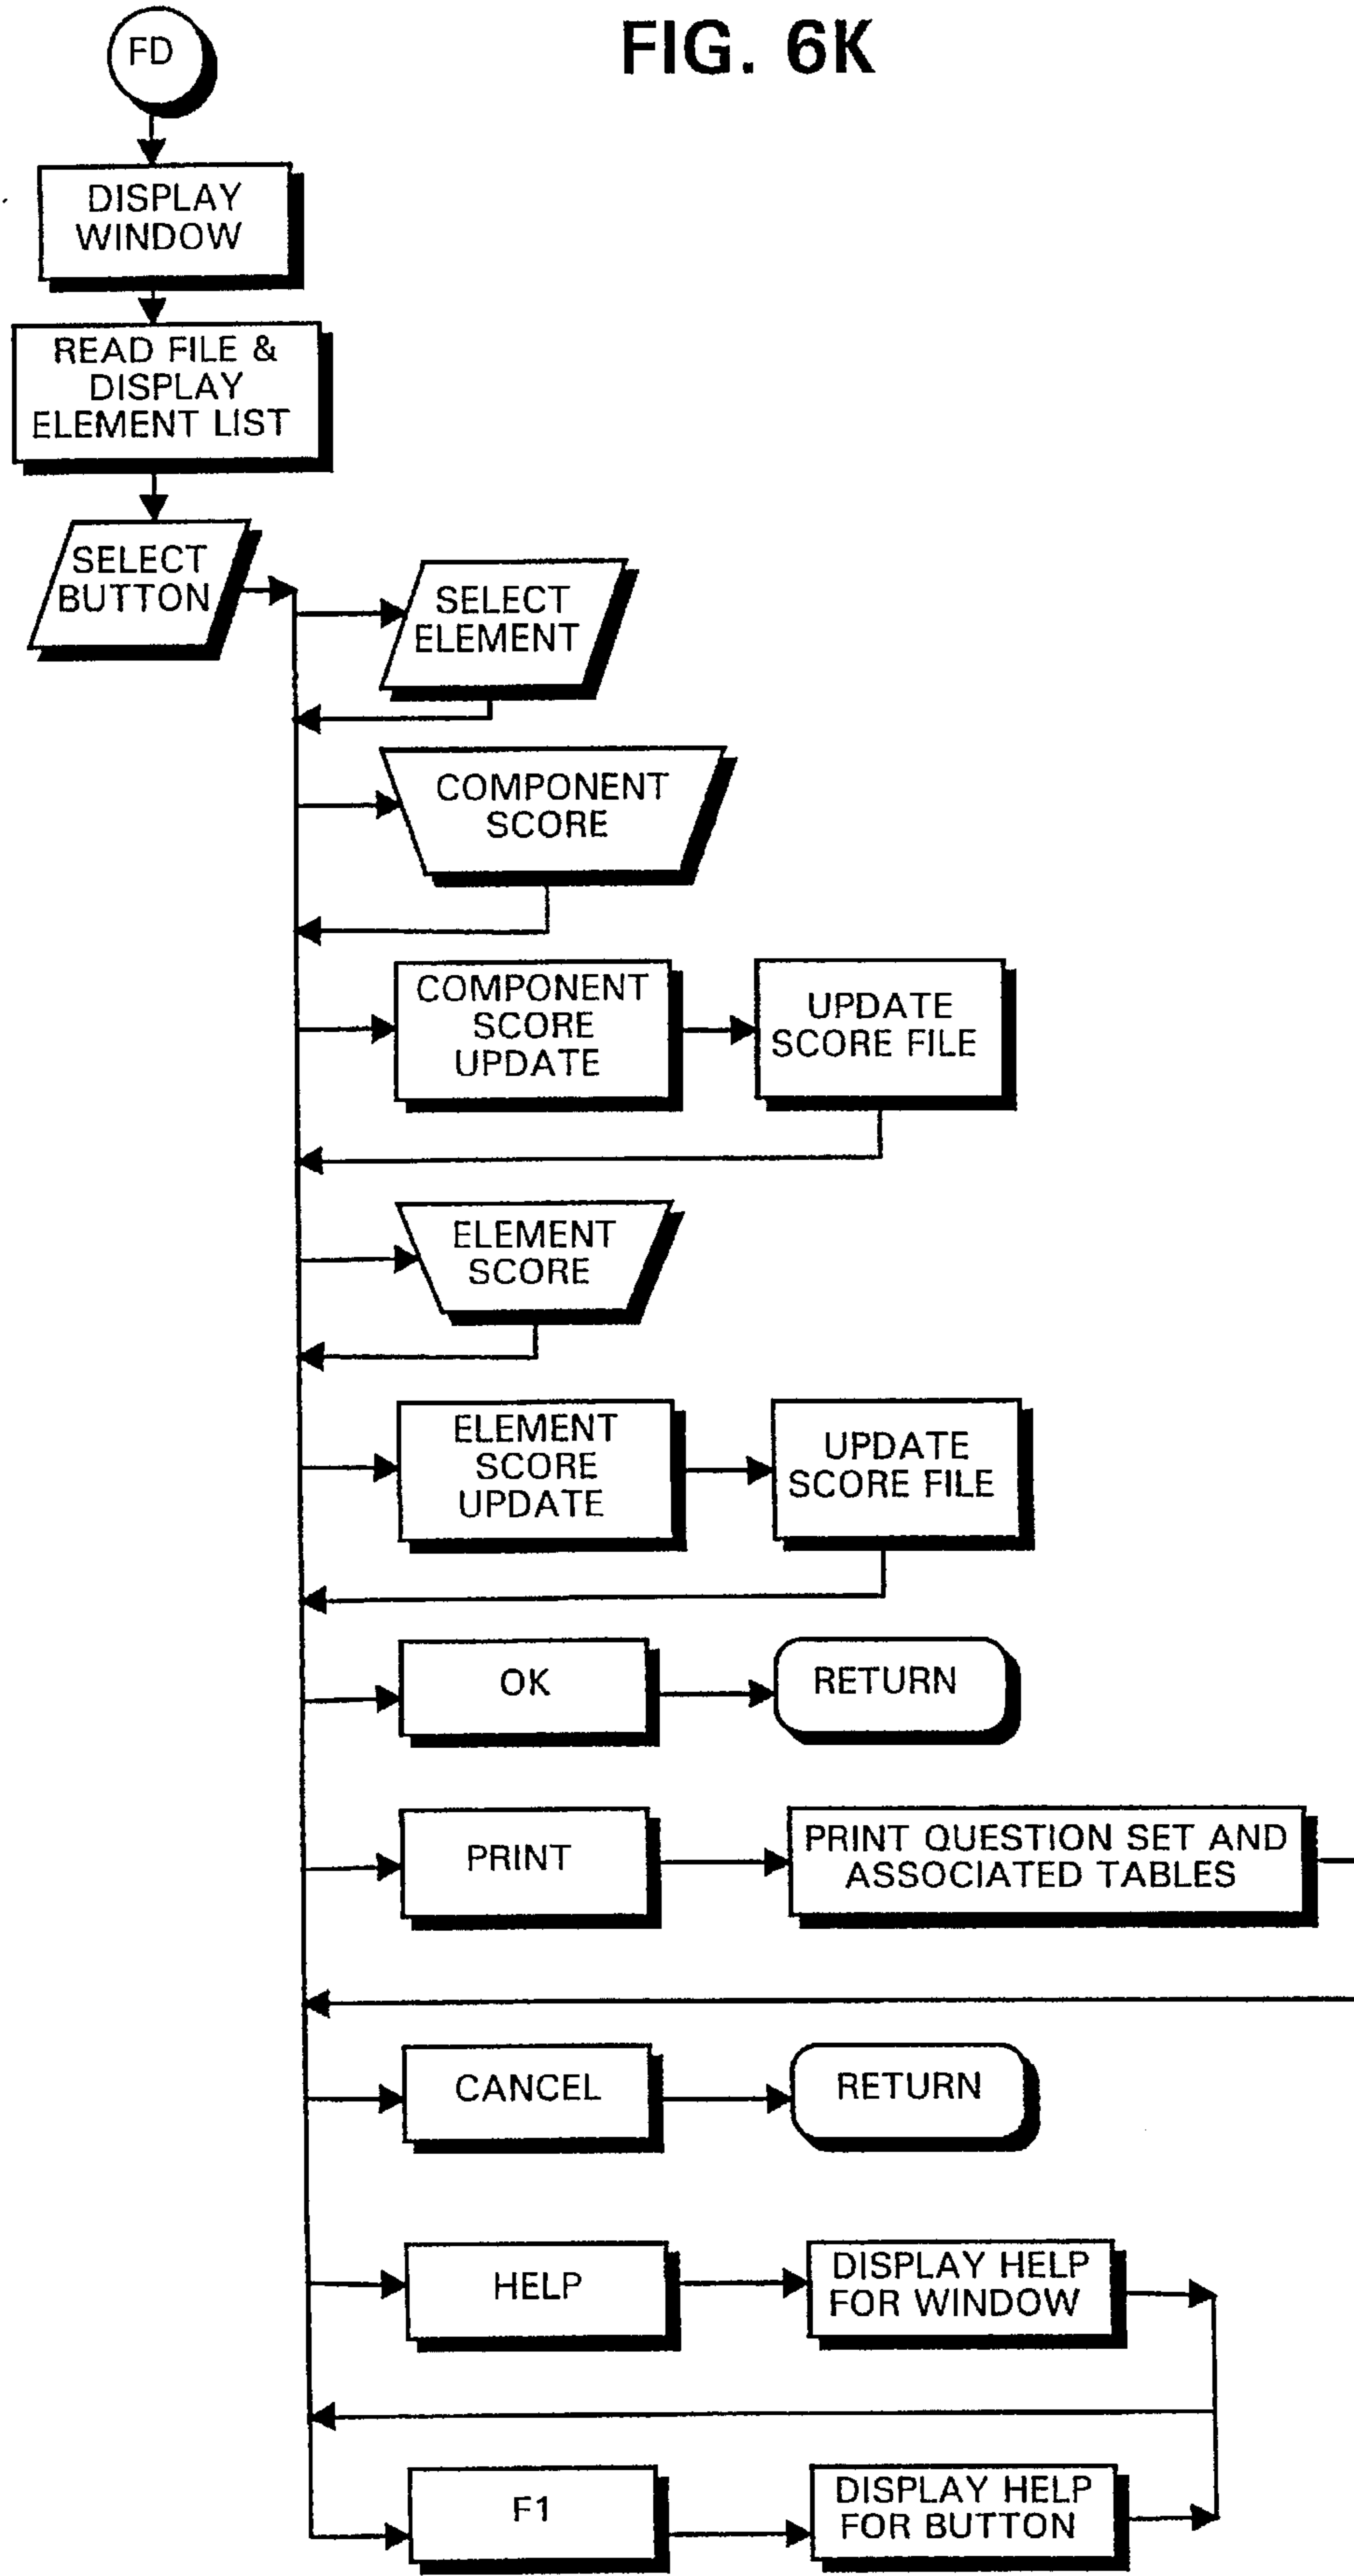 FIG. 6K
FD
DISPLAY
WINDOW
READ FILE &
DISPLAY
ELEMENT LIST
SELECT
BUTTON
SELECT
ELEMENT
COMPONENT
SCORE
COMPONENT
SCORE
UPDATE
UPDATE
SCORE FILE
ELEMENT
SCORE
ELEMENT
SCORE
UPDATE
UPDATE
SCORE FILE
OK
RETURN
PRINT
PRINT QUESTION SET AND
ASSOCIATED TABLES
CANCEL
RETURN
HELP
DISPLAY HELP
FOR WINDOW
F1
DISPLAY HELP
FOR BUTTON